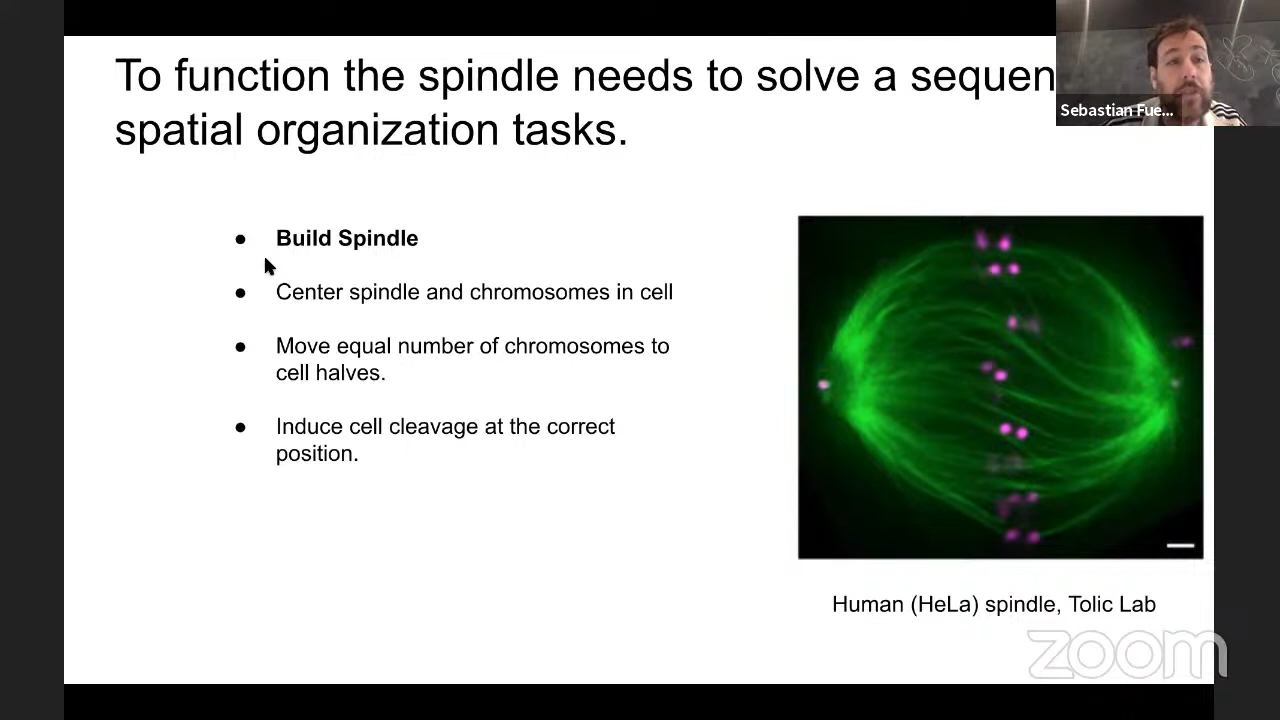 To function the spindle needs to solve a sequen
spatial organization tasks.
Sebastian Fue...
● Build Spindle
● Center spindle and chromosomes in cell
● Move equal number of chromosomes to
cell halves.
● Induce cell cleavage at the correct
position.
Human (HeLa) spindle, Tolic Lab
zoom